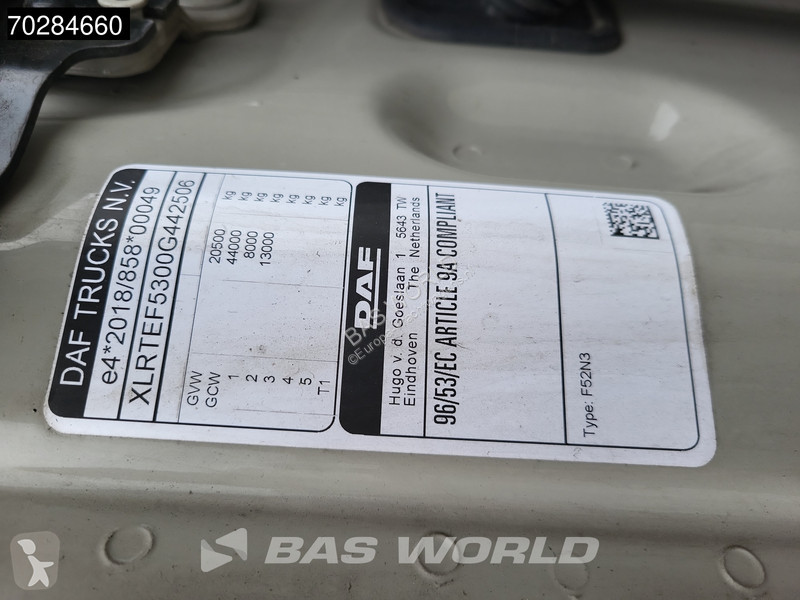 70284660
DAF TRUCKS N.V.
e4*2018/858*00049
XLRTEF5300G442506
GVW 20500 kg
GCW 44000 kg
1 8000 kg
2 13000 kg
3 kg
4 kg
5 kg
T1 kg
DAF
Hugo v. d. Goeslaan 1 5643 TW
Eindhoven The Netherlands
96/53/EC ARTICLE 9A COMPLIANT
Type: F52N3
BAS WORLD